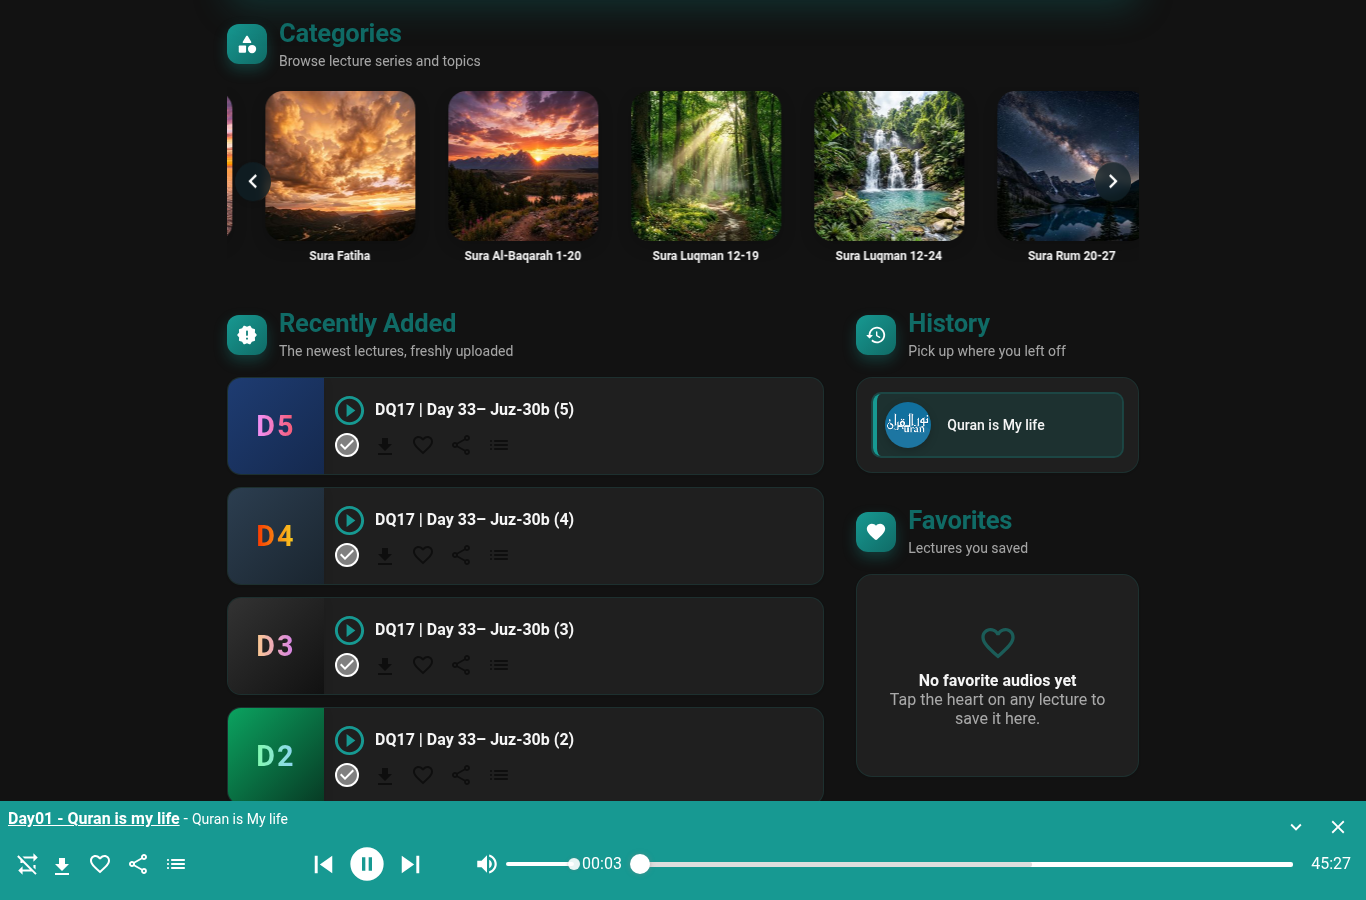 Categories
Browse lecture series and topics
Sura Fatiha
Sura Al-Baqarah 1-20
Sura Luqman 12-19
Sura Luqman 12-24
Sura Rum 20-27
Recently Added
The newest lectures, freshly uploaded
D5
DQ17 | Day 33– Juz-30b (5)
D4
DQ17 | Day 33– Juz-30b (4)
D3
DQ17 | Day 33– Juz-30b (3)
D2
DQ17 | Day 33– Juz-30b (2)
History
Pick up where you left off
نور القرآن
Quran is My life
Favorites
Lectures you saved
No favorite audios yet
Tap the heart on any lecture to
save it here.
Day01 - Quran is my life - Quran is My life
00:03
45:27